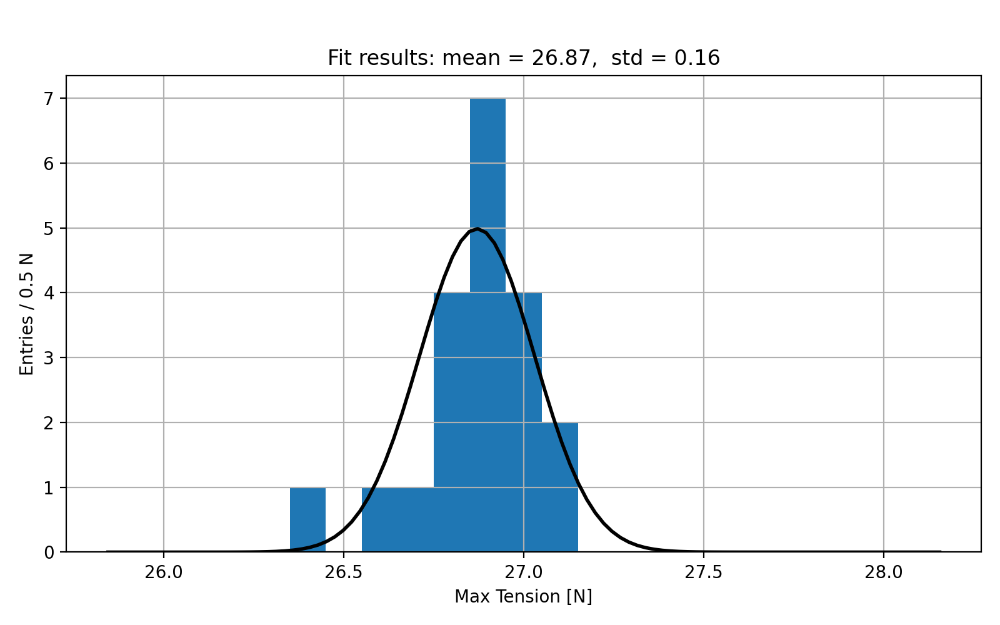 Fit results: mean = 26.87,  std = 0.16
7
6
5
4
3
2
1
0
Entries / 0.5 N
26.0 26.5 27.0 27.5 28.0
Max Tension [N]